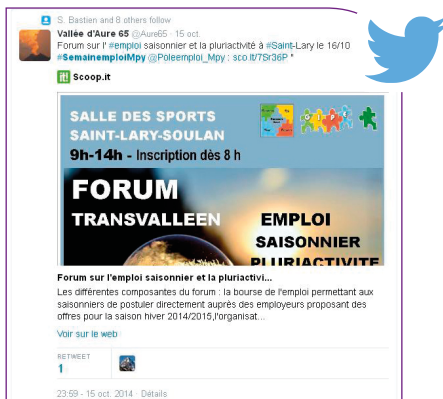 S. Bastien and 8 others follow
Vallée d'Aure 65 @Aure65 · 15 oct.
Forum sur l' #emploi saisonnier et la pluriactivité à #Saint-Lary le 16/10
#SemainemploiMpy @Poleemploi_Mpy : sco.lt/7Sr36P "
it! Scoop.it
SALLE DES SPORTS
SAINT-LARY-SOULAN
9h-14h - Inscription dès 8 h
G I P E
FORUM
TRANSVALLEEN
EMPLOI
SAISONNIER
PLURIACTIVITE
Forum sur l'emploi saisonnier et la pluriacti...
Les différentes composantes du forum : la bourse de l'emploi permettant aux
saisonniers de postuler directement auprès des employeurs proposant des
offres pour la saison hiver 2014/2015,l'organisat...
Voir sur le web
RETWEET
1
23:59 - 15 oct. 2014 · Détails